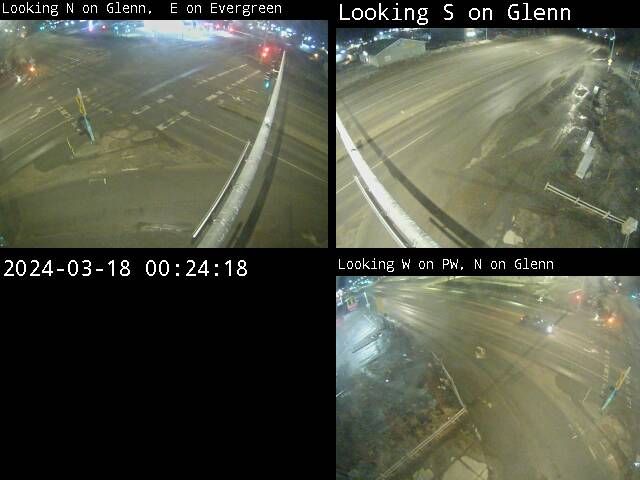 Looking N on Glenn,  E on Evergreen
Looking S on Glenn
2024-03-18 00:24:18
Looking W on PW, N on Glenn